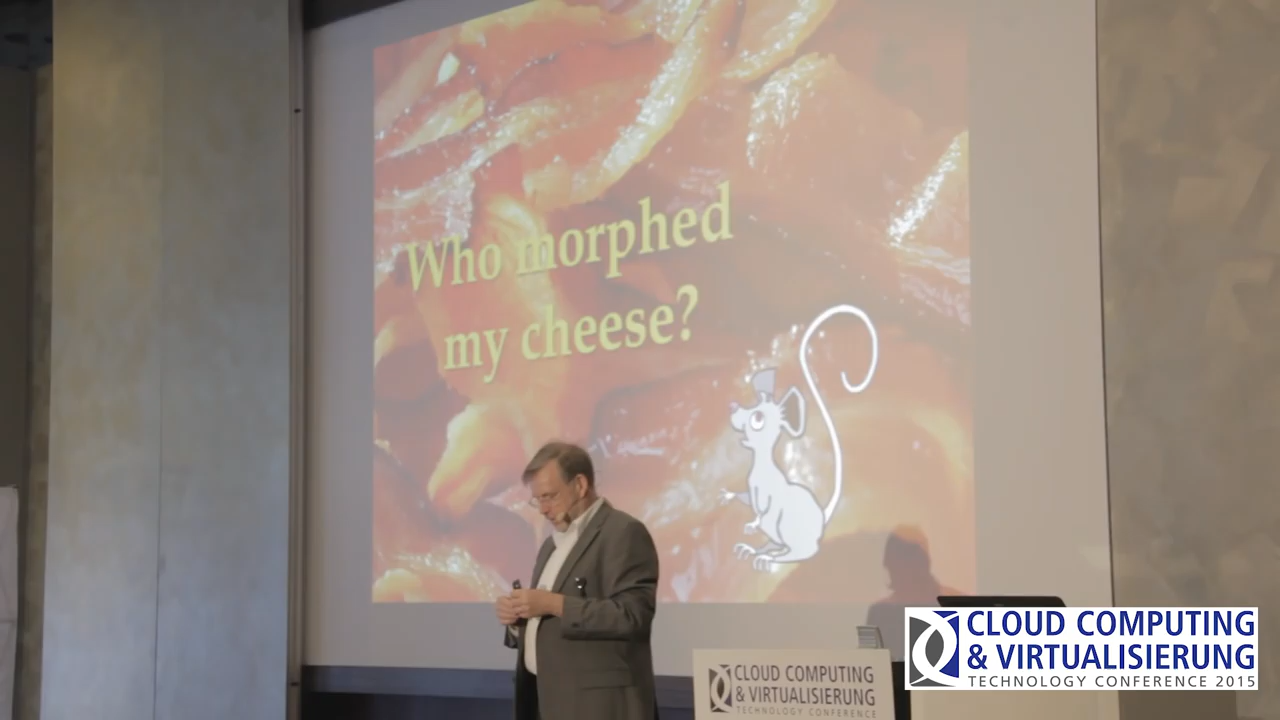 Who morphed
my cheese?
CLOUD COMPUTING
& VIRTUALISIERUNG
TECHNOLOGY CONFERENCE
CLOUD COMPUTING
& VIRTUALISIERUNG
TECHNOLOGY CONFERENCE 2015